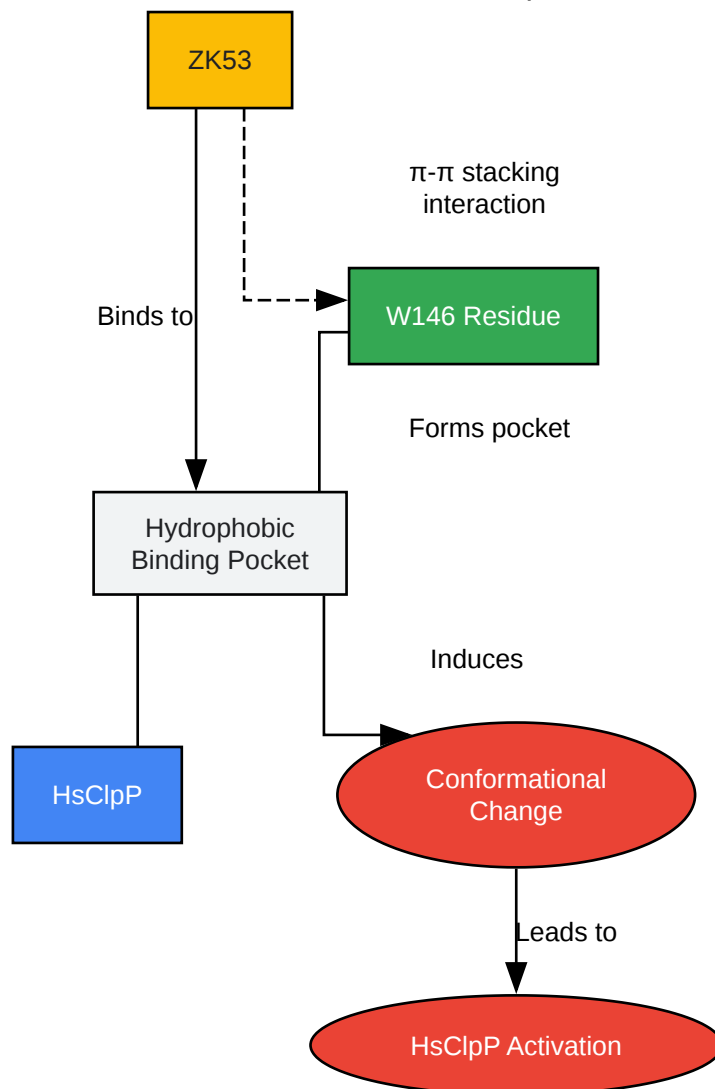 ZK53
π-π stacking
interaction
Binds to
W146 Residue
Forms pocket
Hydrophobic
Binding Pocket
Induces
HsClpP
Conformational
Change
Leads to
HsClpP Activation